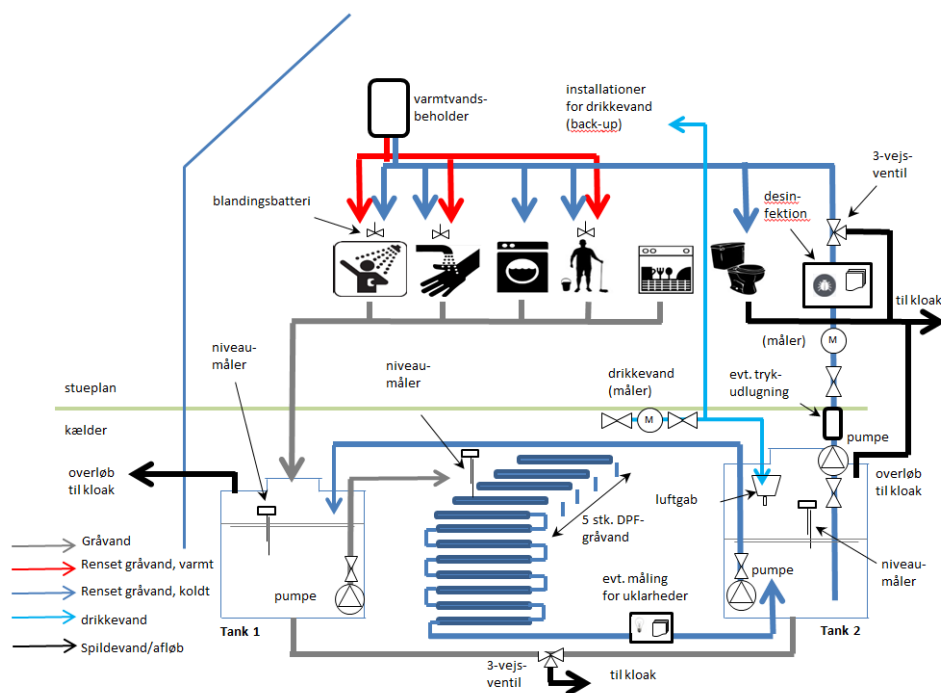 varmtvands-
beholder
installationer
for drikkevand
(back-up)
3-vejs-
ventil
desin-
fektion
blandingsbatteri
til kloak
(måler)
M
niveau-
måler
niveau-
måler
drikkevand
(måler)
evt. tryk-
udlugning
stueplan
kælder
M
pumpe
overløb
til kloak
overløb
til kloak
luftgab
5 stk. DPF-
gråvand
Gråvand
Renset gråvand, varmt
Renset gråvand, koldt
drikkevand
Spildevand/afløb
pumpe
evt. måling
for uklarheder
pumpe
niveau-
måler
Tank 1
Tank 2
3-vejs-
ventil
til kloak